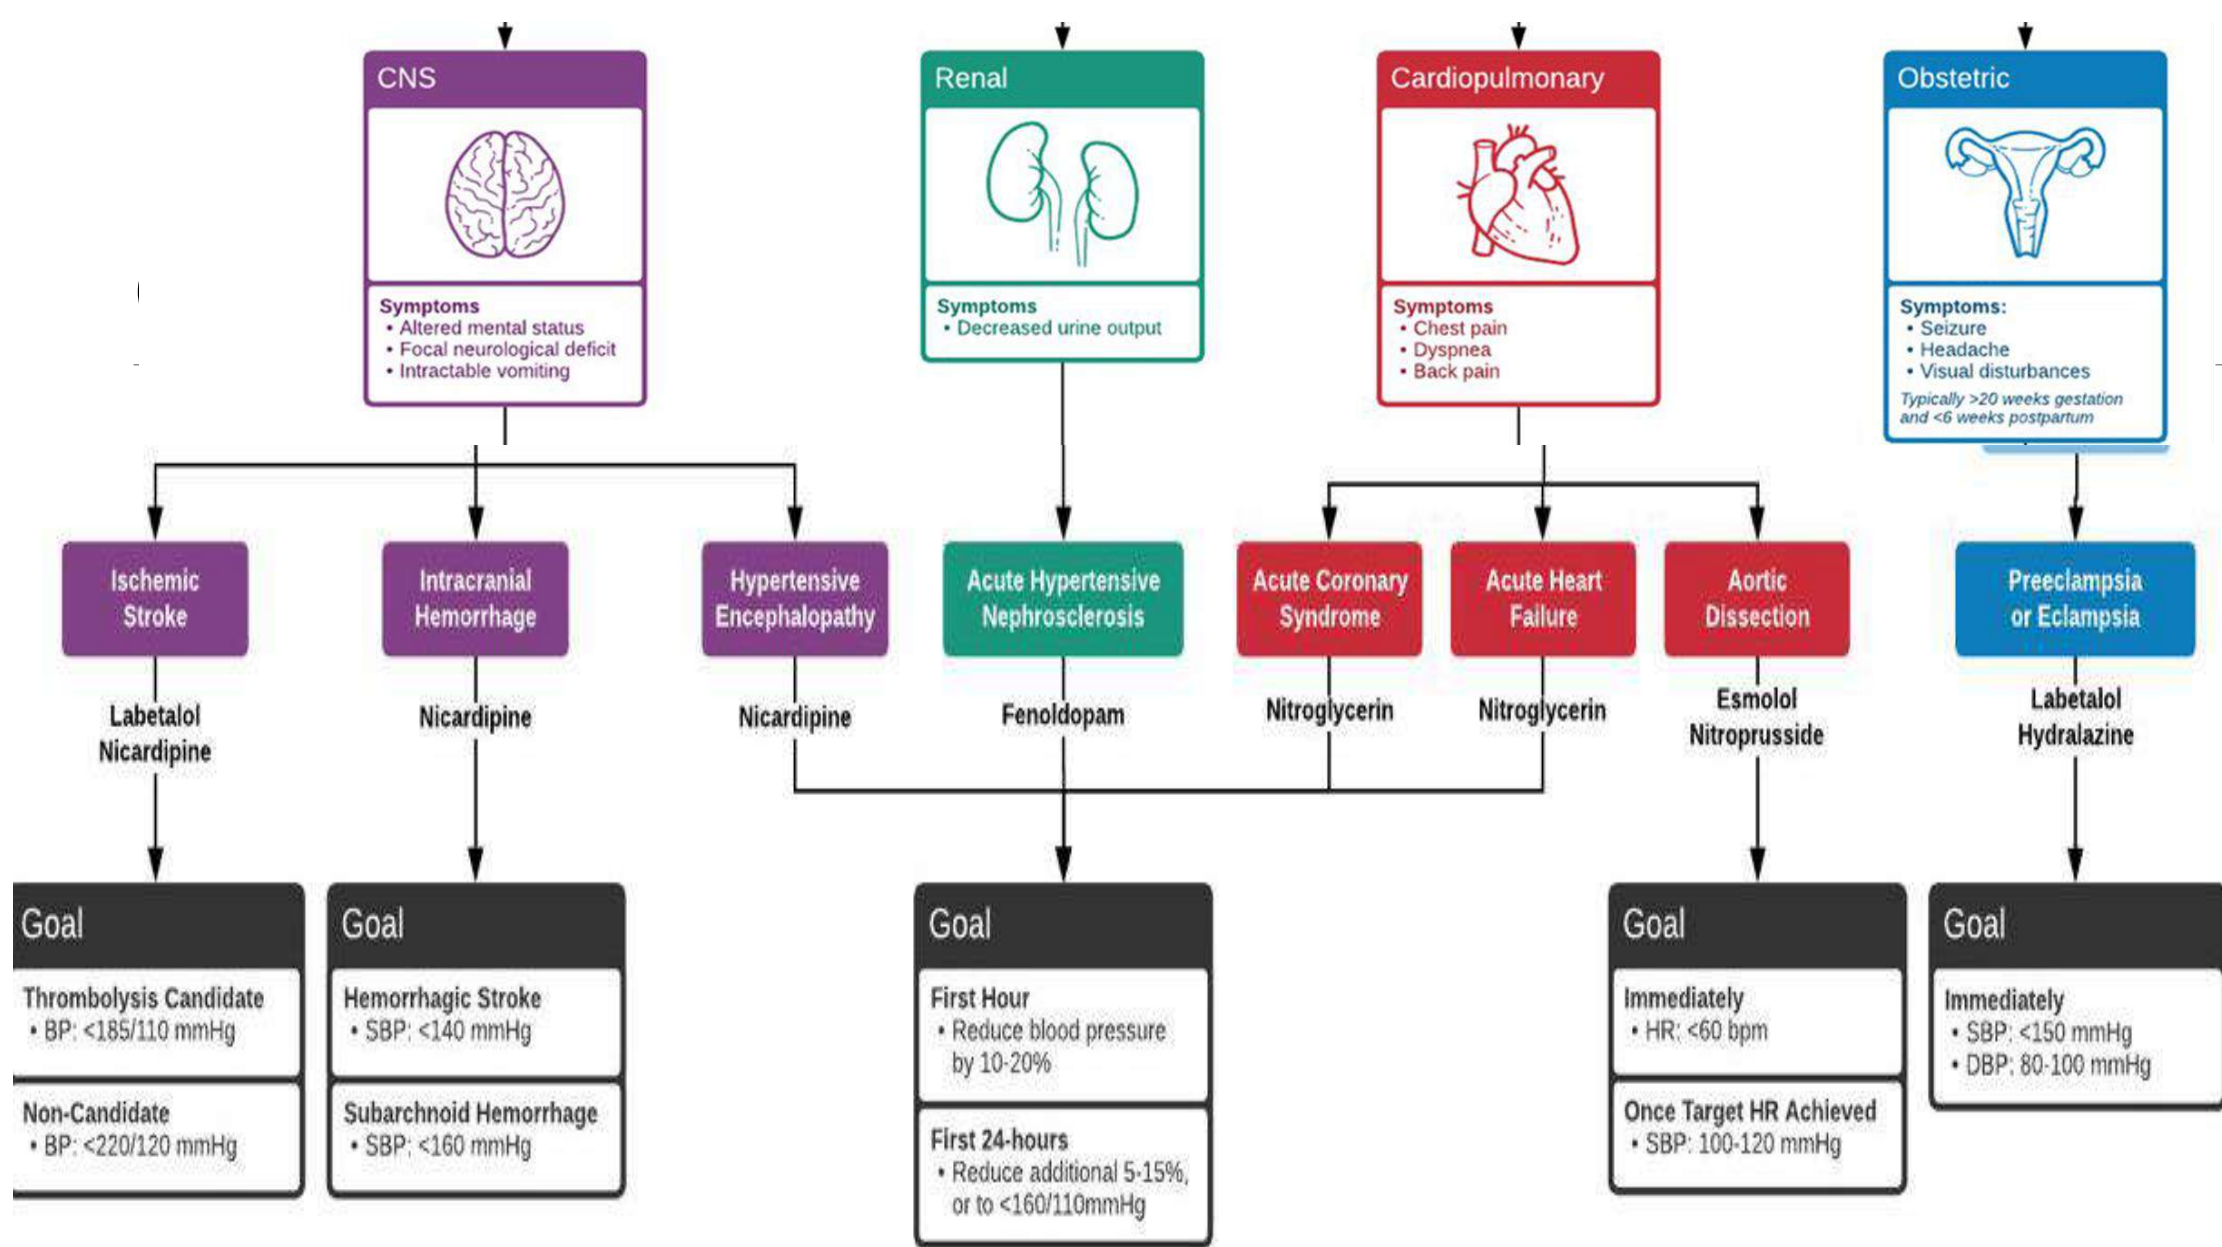 CNS
Symptoms
• Altered mental status
• Focal neurological deficit
• Intractable vomiting
Renal
Symptoms
• Decreased urine output
Cardiopulmonary
Symptoms
• Chest pain
• Dyspnea
• Back pain
Obstetric
Symptoms:
• Seizure
• Headache
• Visual disturbances
Typically >20 weeks gestation
and <6 weeks postpartum
Ischemic
Stroke
Intracranial
Hemorrhage
Hypertensive
Encephalopathy
Acute Hypertensive
Nephrosclerosis
Acute Coronary
Syndrome
Acute Heart
Failure
Aortic
Dissection
Preeclampsia
or Eclampsia
Labetalol
Nicardipine
Nicardipine
Nicardipine
Fenoldopam
Nitroglycerin
Nitroglycerin
Esmolol
Nitroprusside
Labetalol
Hydralazine
Goal
Thrombolysis Candidate
• BP: <185/110 mmHg
Non-Candidate
• BP: <220/120 mmHg
Goal
Hemorrhagic Stroke
• SBP: <140 mmHg
Subarchnoid Hemorrhage
• SBP: <160 mmHg
Goal
First Hour
• Reduce blood pressure
by 10-20%
First 24-hours
• Reduce additional 5-15%,
or to <160/110mmHg
Goal
Immediately
• HR: <60 bpm
Once Target HR Achieved
• SBP: 100-120 mmHg
Goal
Immediately
• SBP: <150 mmHg
• DBP: 80-100 mmHg